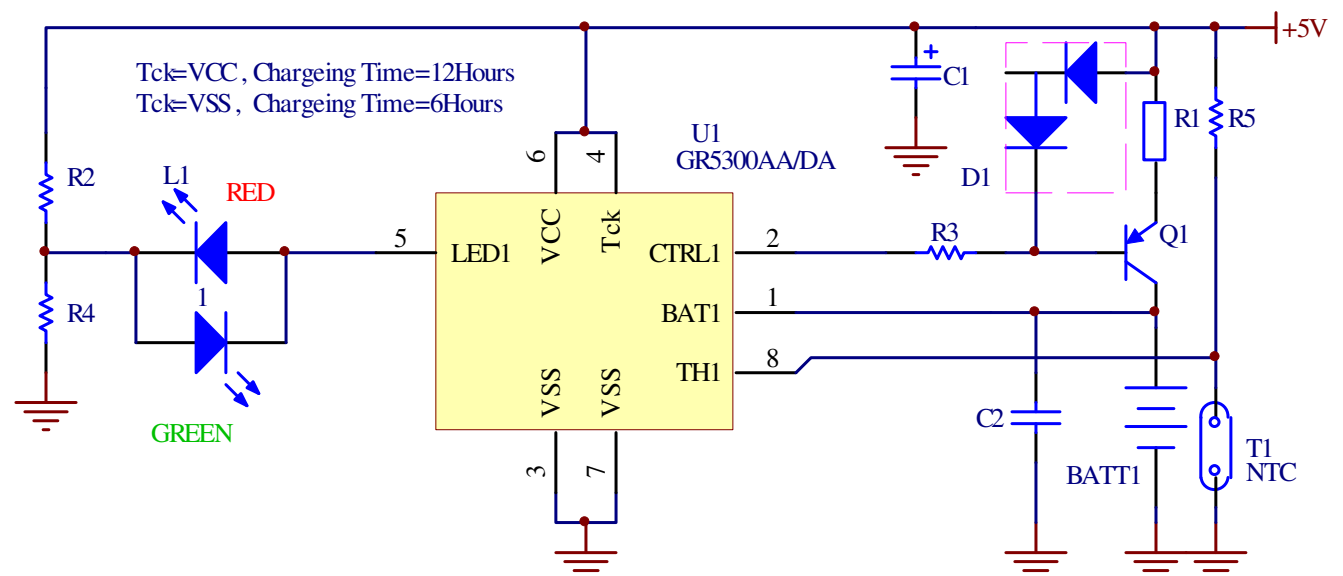 +5V
Tck=VCC , Chargeing Time=12Hours
Tck=VSS , Chargeing Time=6Hours
C1
R1
R5
U1
GR5300AA/DA
6
4
R2
L1
RED
D1
VCC
Tck
Q1
5
LED1
CTRL1
2
R3
1
R4
BAT1
1
TH1
8
VSS
VSS
C2
GREEN
T1
NTC
BATT1
3
7